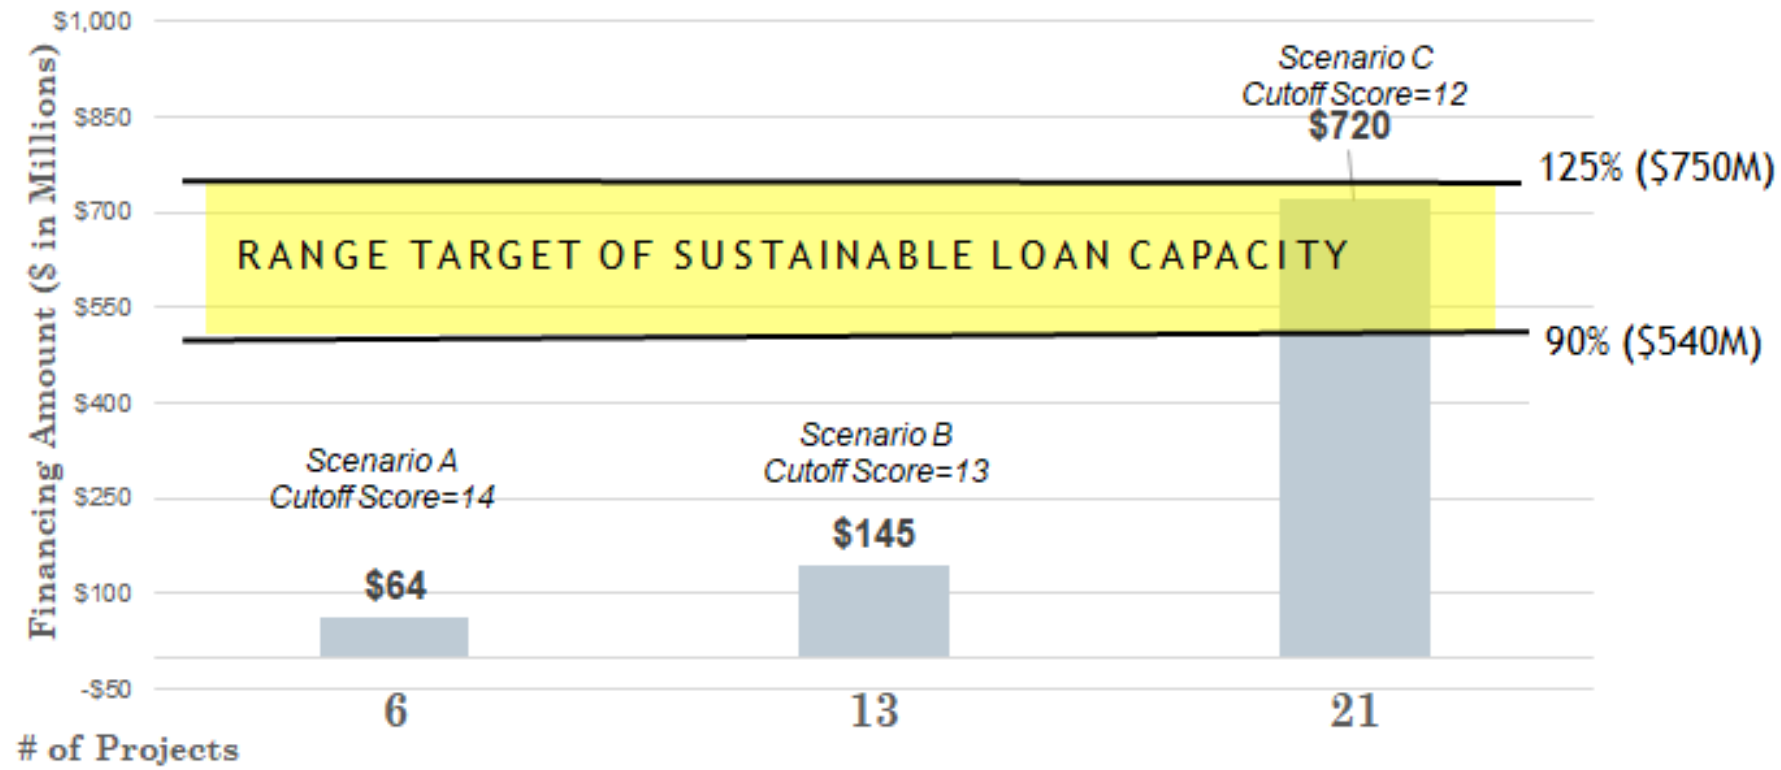 Financing Amount ($ in Millions)
$1,000
$850
$700
$550
$400
$250
$100
-$50
Scenario C
Cutoff Score=12
$720
125% ($750M)
RANGE TARGET OF SUSTAINABLE LOAN CAPACITY
90% ($540M)
Scenario B
Cutoff Score=13
$145
Scenario A
Cutoff Score=14
$64
6
13
21
# of Projects